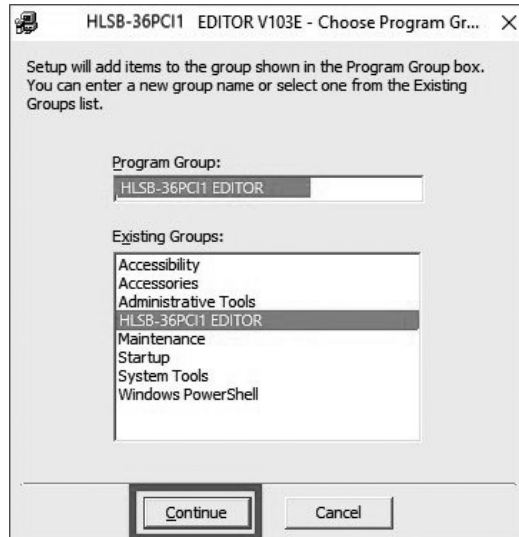 HLSB-36PCI1 EDITOR V103E - Choose Program Gr...
Setup will add items to the group shown in the Program Group box.
You can enter a new group name or select one from the Existing
Groups list.
Program Group:
HLSB-36PCI1 EDITOR
Existing Groups:
Accessibility
Accessories
Administrative Tools
HLSB-36PCI1 EDITOR
Maintenance
Startup
System Tools
Windows PowerShell
Continue
Cancel